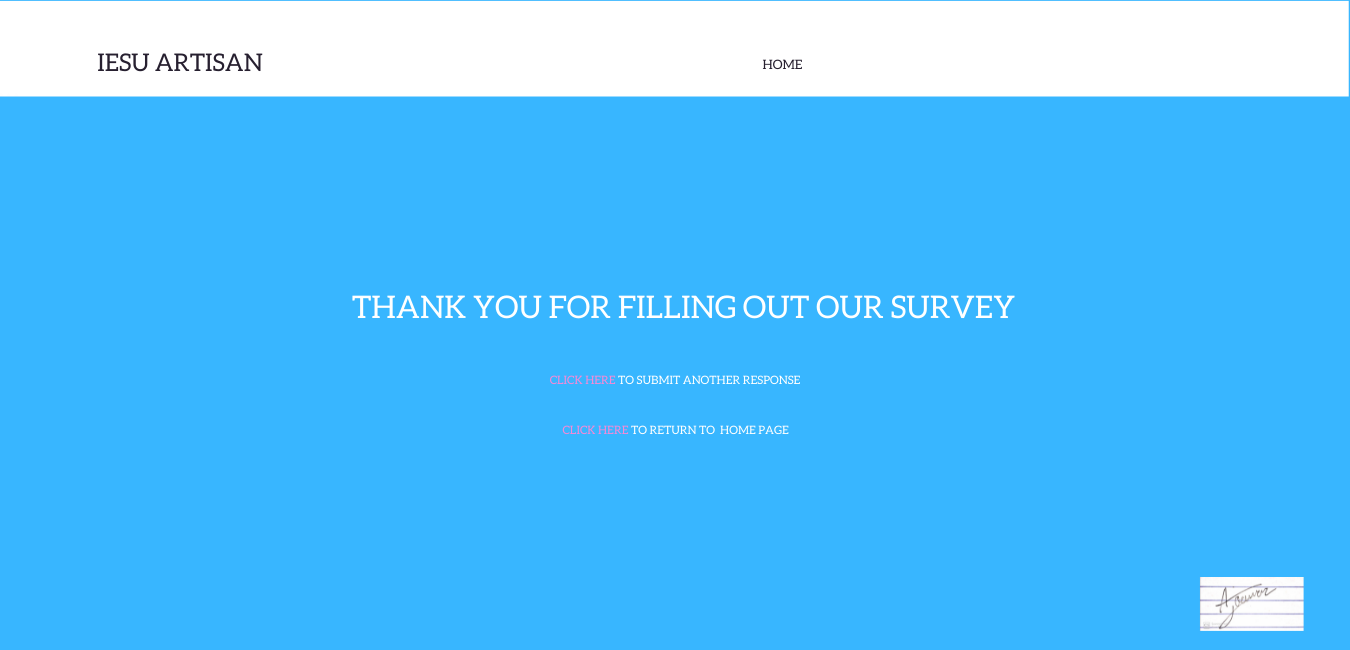 IESU ARTISAN
HOME
THANK YOU FOR FILLING OUT OUR SURVEY
CLICK HERE TO SUBMIT ANOTHER RESPONSE
CLICK HERE TO RETURN TO HOME PAGE